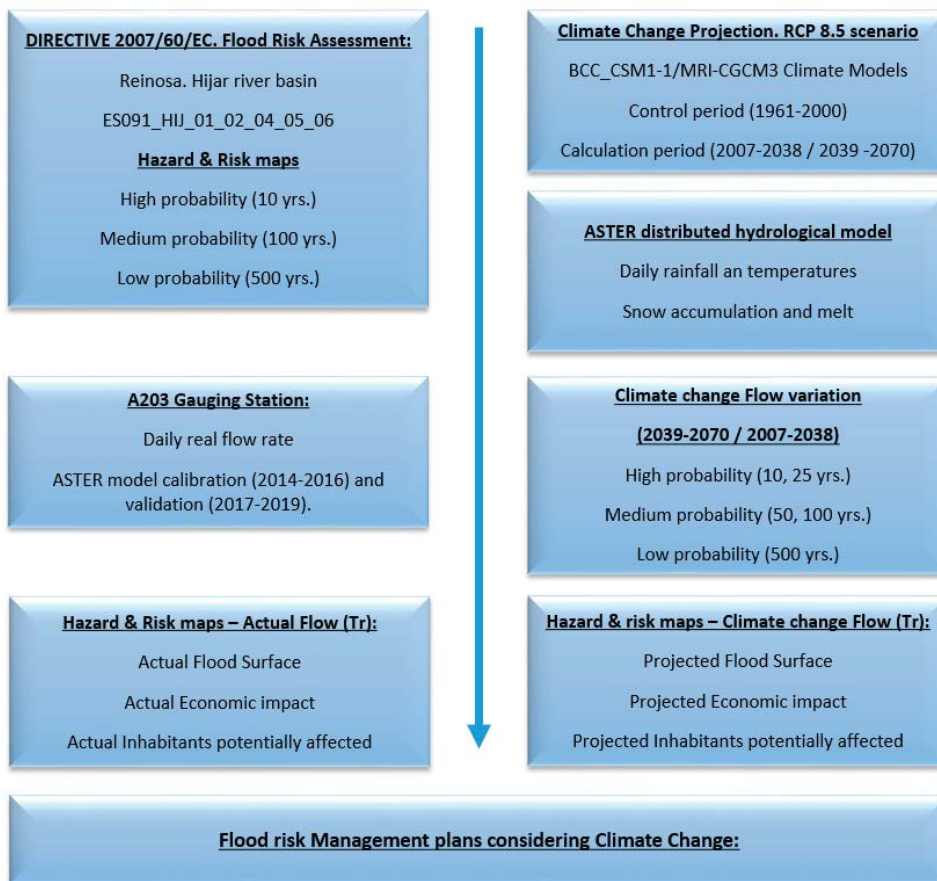 DIRECTIVE 2007/60/EC. Flood Risk Assessment:
Reinosa. Hijar river basin
ES091_HIJ_01_02_04_05_06
Hazard & Risk maps
High probability (10 yrs.)
Medium probability (100 yrs.)
Low probability (500 yrs.)
A203 Gauging Station:
Daily real flow rate
ASTER model calibration (2014-2016) and
validation (2017-2019).
Hazard & Risk maps – Actual Flow (Tr):
Actual Flood Surface
Actual Economic impact
Actual Inhabitants potentially affected
Climate Change Projection. RCP 8.5 scenario
BCC_CSM1-1/MRI-CGCM3 Climate Models
Control period (1961-2000)
Calculation period (2007-2038 / 2039 -2070)
ASTER distributed hydrological model
Daily rainfall an temperatures
Snow accumulation and melt
Climate change Flow variation
(2039-2070 / 2007-2038)
High probability (10, 25 yrs.)
Medium probability (50, 100 yrs.)
Low probability (500 yrs.)
Hazard & risk maps – Climate change Flow (Tr):
Projected Flood Surface
Projected Economic impact
Projected Inhabitants potentially affected
Flood risk Management plans considering Climate Change: